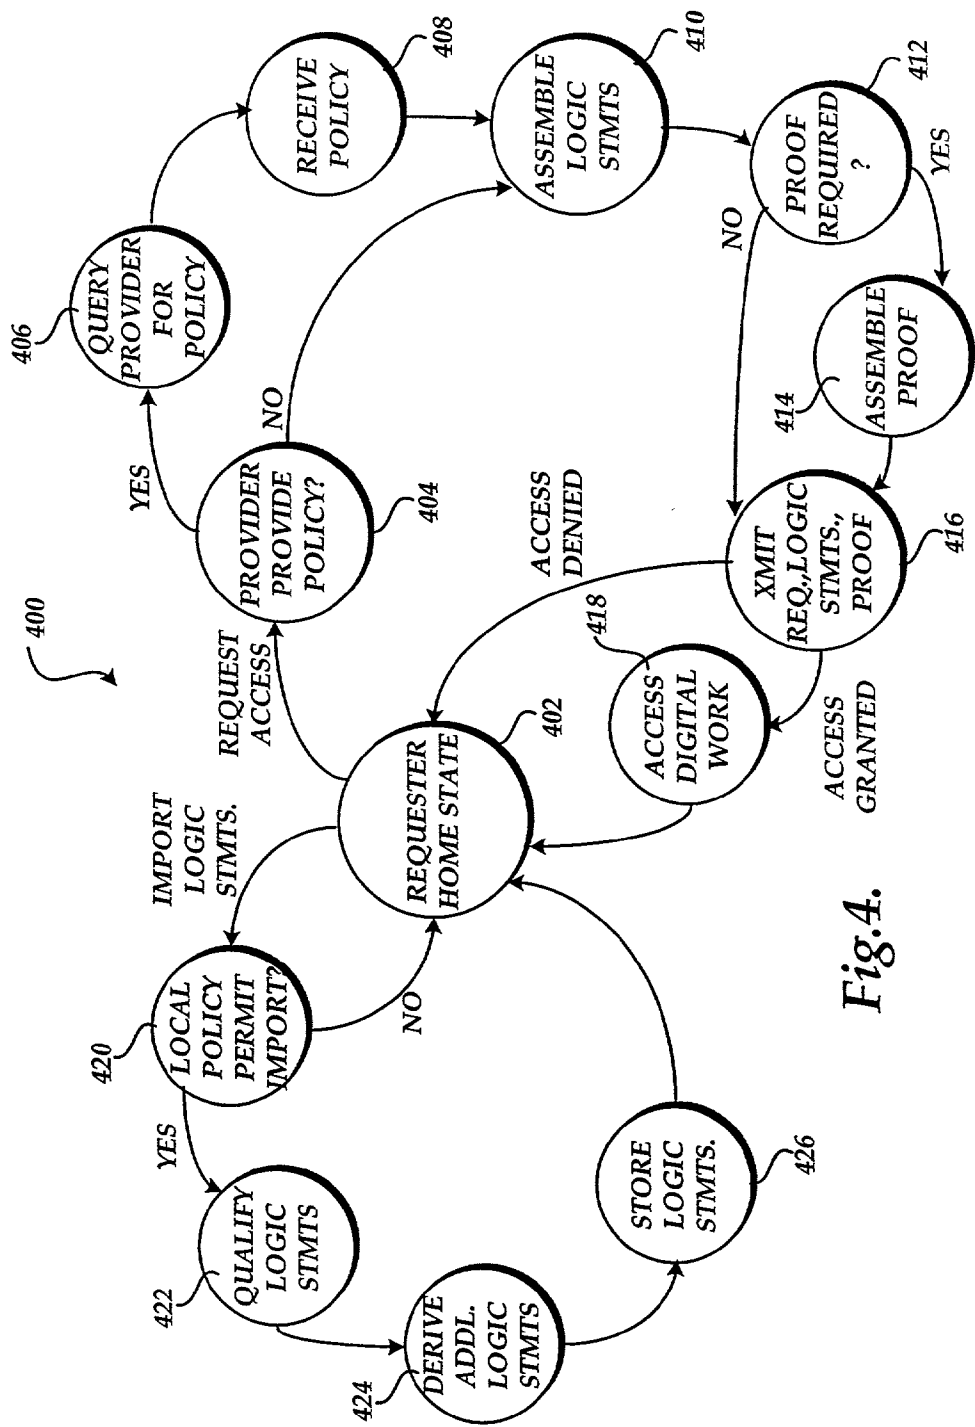 400
REQUESTER
HOME STATE
402
REQUEST
ACCESS
PROVIDER
PROVIDE
POLICY?
404
YES
NO
QUERY
PROVIDER
FOR
POLICY
406
RECEIVE
POLICY
408
ASSEMBLE
LOGIC
STMTS
410
PROOF
REQUIRED
?
412
YES
NO
ASSEMBLE
PROOF
414
XMIT
REQ.,LOGIC
STMTS.,
PROOF
416
ACCESS
DENIED
ACCESS
GRANTED
ACCESS
DIGITAL
WORK
418
IMPORT
LOGIC
STMTS.
LOCAL
POLICY
PERMIT
IMPORT?
420
NO
YES
QUALIFY
LOGIC
STMTS
422
DERIVE
ADDL.
LOGIC
STMTS
424
STORE
LOGIC
STMTS.
426
Fig.4.